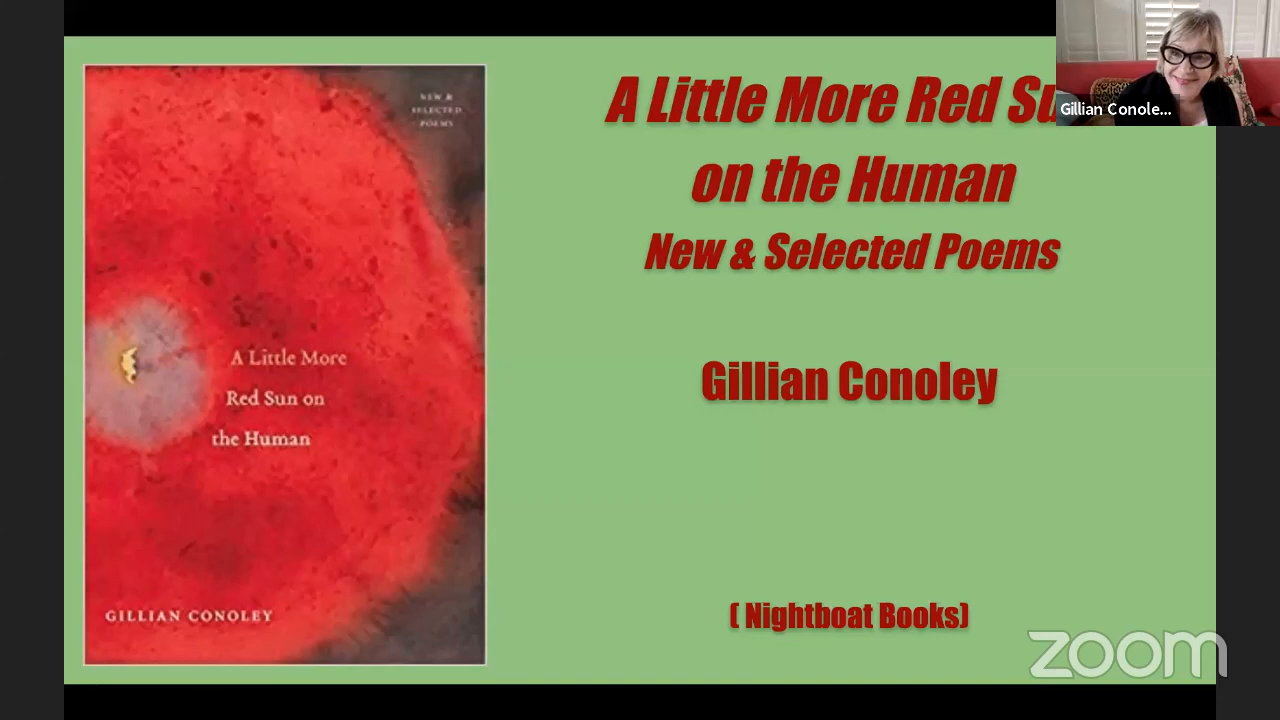 NEW &
SELECTED
POEMS
A Little More
Red Sun on
the Human
GILLIAN CONOLEY
A Little More Red Su
on the Human
New & Selected Poems
Gillian Conoley
( Nightboat Books)
Gillian Conole...
zoom